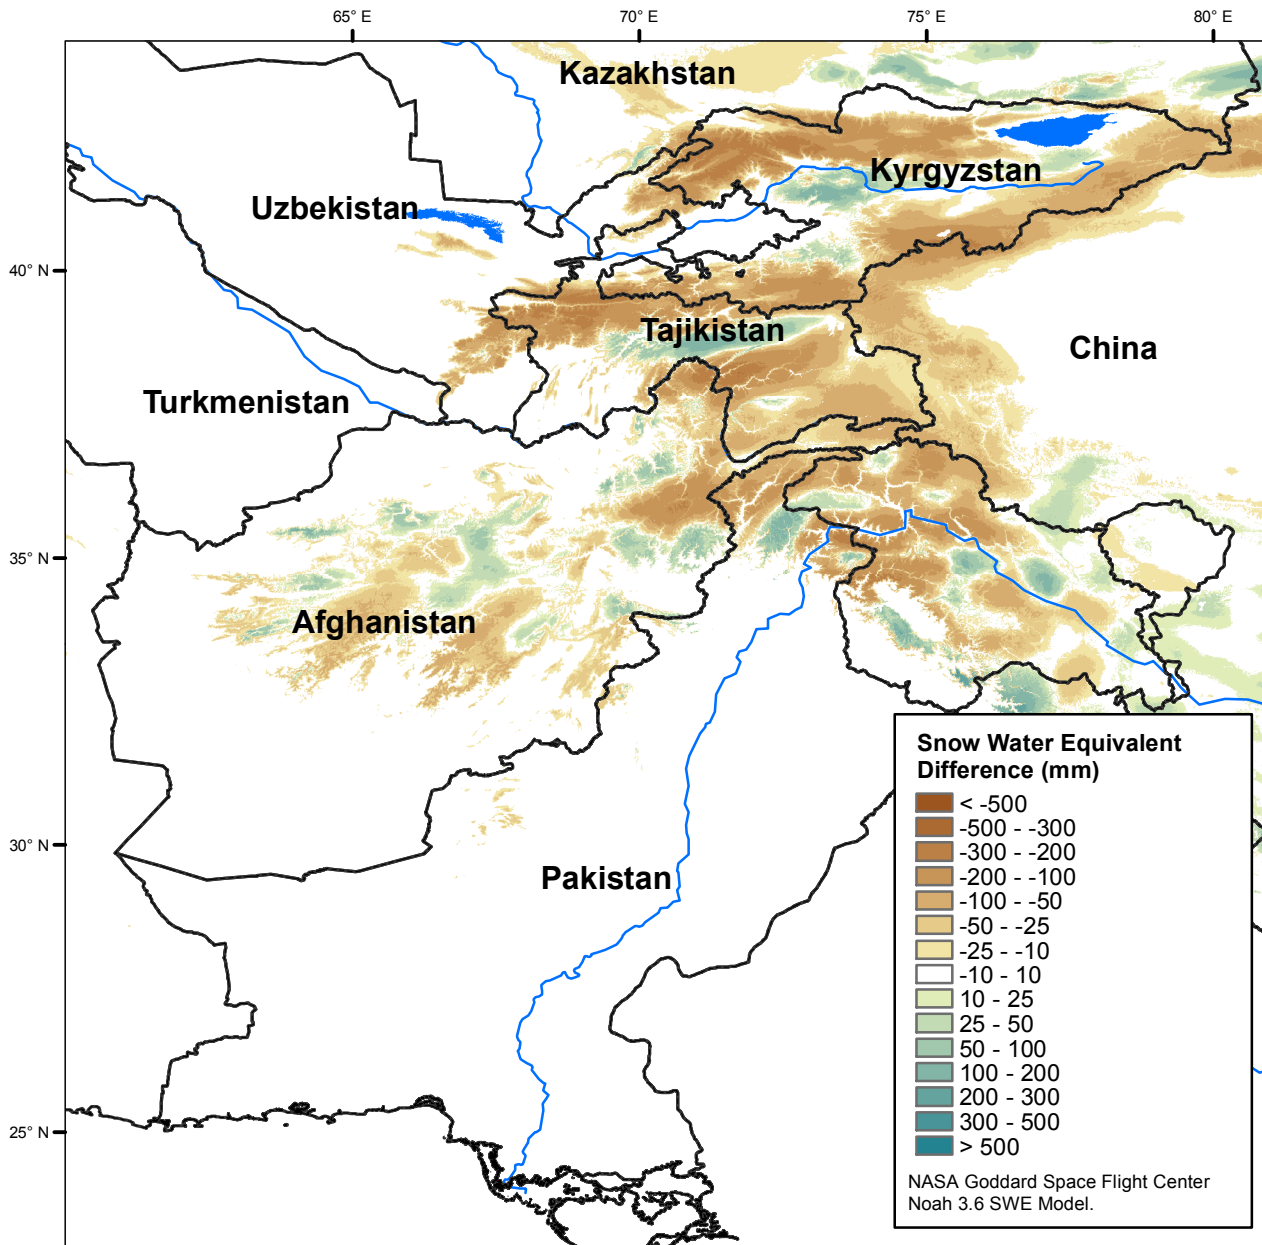 65° E
70° E
75° E
80° E
Kazakhstan
Kyrgyzstan
Uzbekistan
40° N
Tajikistan
China
Turkmenistan
35° N
Afghanistan
30° N
Pakistan
25° N
Snow Water Equivalent
Difference (mm)
< -500
-500 - -300
-300 - -200
-200 - -100
-100 - -50
-50 - -25
-25 - -10
-10 - 10
10 - 25
25 - 50
50 - 100
100 - 200
200 - 300
300 - 500
> 500
NASA Goddard Space Flight Center
Noah 3.6 SWE Model.